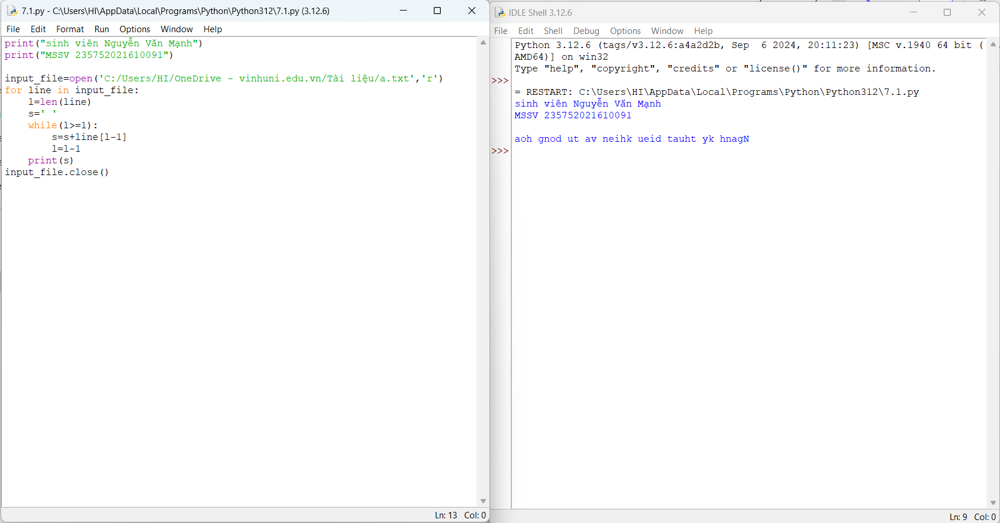 7.1.py - C:\Users\HI\AppData\Local\Programs\Python\Python312\7.1.py (3.12.6)
File Edit Format Run Options Window Help
print("sinh viên Nguyễn Văn Mạnh")
print("MSSV 235752021610091")
input_file=open('C:/Users/HI/OneDrive - vinhuni.edu.vn/Tài liệu/a.txt','r')
for line in input_file:
    l=len(line)
    s=' '
    while(l>=1):
        s=s+line[l-1]
        l=l-1
    print(s)
input_file.close()
Ln: 13 Col: 0
IDLE Shell 3.12.6
File Edit Shell Debug Options Window Help
Python 3.12.6 (tags/v3.12.6:a4a2d2b, Sep  6 2024, 20:11:23) [MSC v.1940 64 bit (
AMD64)] on win32
Type "help", "copyright", "credits" or "license()" for more information.
>>>
= RESTART: C:\Users\HI\AppData\Local\Programs\Python\Python312\7.1.py
sinh viên Nguyễn Văn Mạnh
MSSV 235752021610091
aoh gnod ut av neihk ueid tauht yk hnagN
>>>
Ln: 9 Col: 0